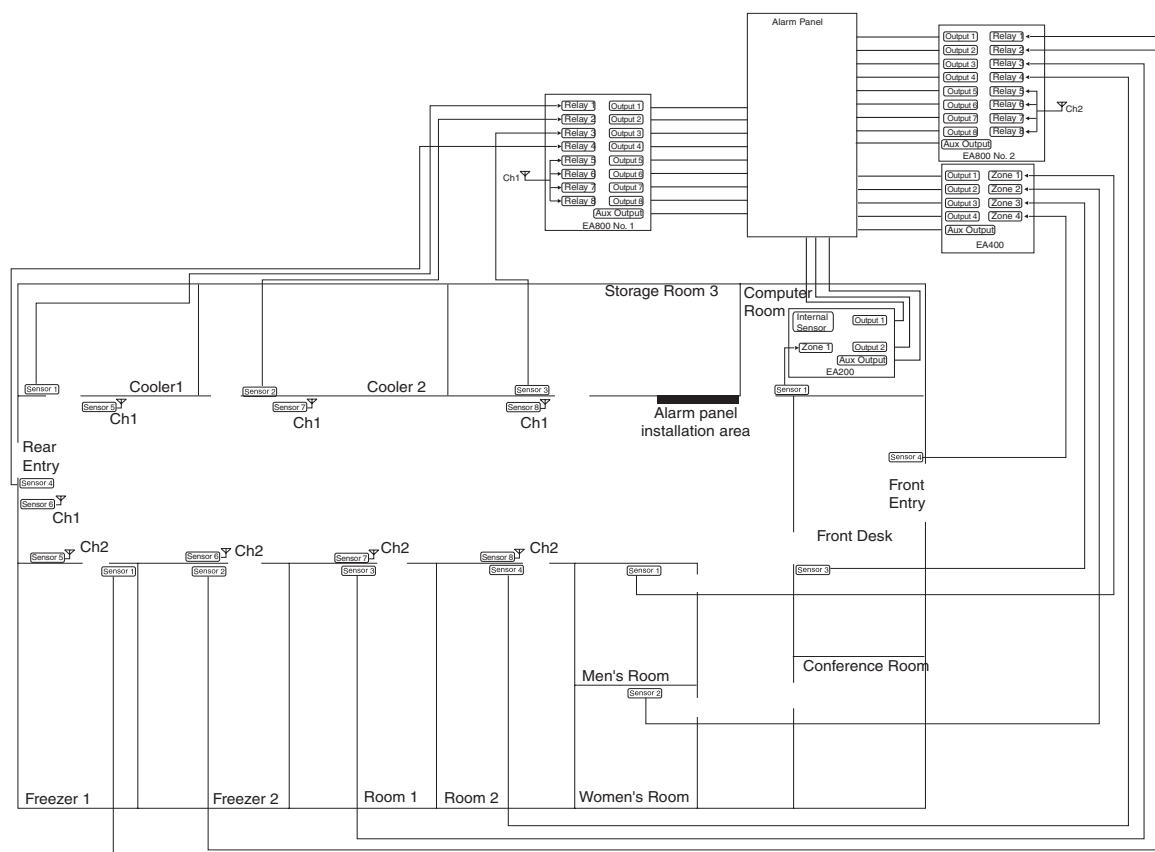 Alarm Panel
Output 1 Relay 1
Output 2 Relay 2
Output 3 Relay 3
Output 4 Relay 4
Output 5 Relay 5
Output 6 Relay 6
Output 7 Relay 7
Output 8 Relay 8
Aux Output
EA800 No. 2
Ch2
Relay 1 Output 1
Relay 2 Output 2
Relay 3 Output 3
Relay 4 Output 4
Relay 5 Output 5
Relay 6 Output 6
Relay 7 Output 7
Relay 8 Output 8
Aux Output
EA800 No. 1
Ch1
Output 1 Zone 1
Output 2 Zone 2
Output 3 Zone 3
Output 4 Zone 4
Aux Output
EA400
Storage Room 3
Computer
Room
Internal
Sensor
Output 1
Zone 1
Output 2
Aux Output
EA200
Sensor 1
Cooler1
Sensor 2
Cooler 2
Sensor 3
Sensor 1
Sensor 5
Ch1
Sensor 7
Ch1
Sensor 8
Ch1
Alarm panel
installation area
Rear
Entry
Sensor 4
Sensor 4
Sensor 6
Ch1
Front
Entry
Front Desk
Sensor 5
Ch2
Sensor 6
Ch2
Sensor 7
Ch2
Sensor 8
Ch2
Sensor 1
Sensor 2
Sensor 3
Sensor 4
Sensor 1
Sensor 3
Men's Room
Conference Room
Sensor 2
Freezer 1
Freezer 2
Room 1
Room 2
Women's Room